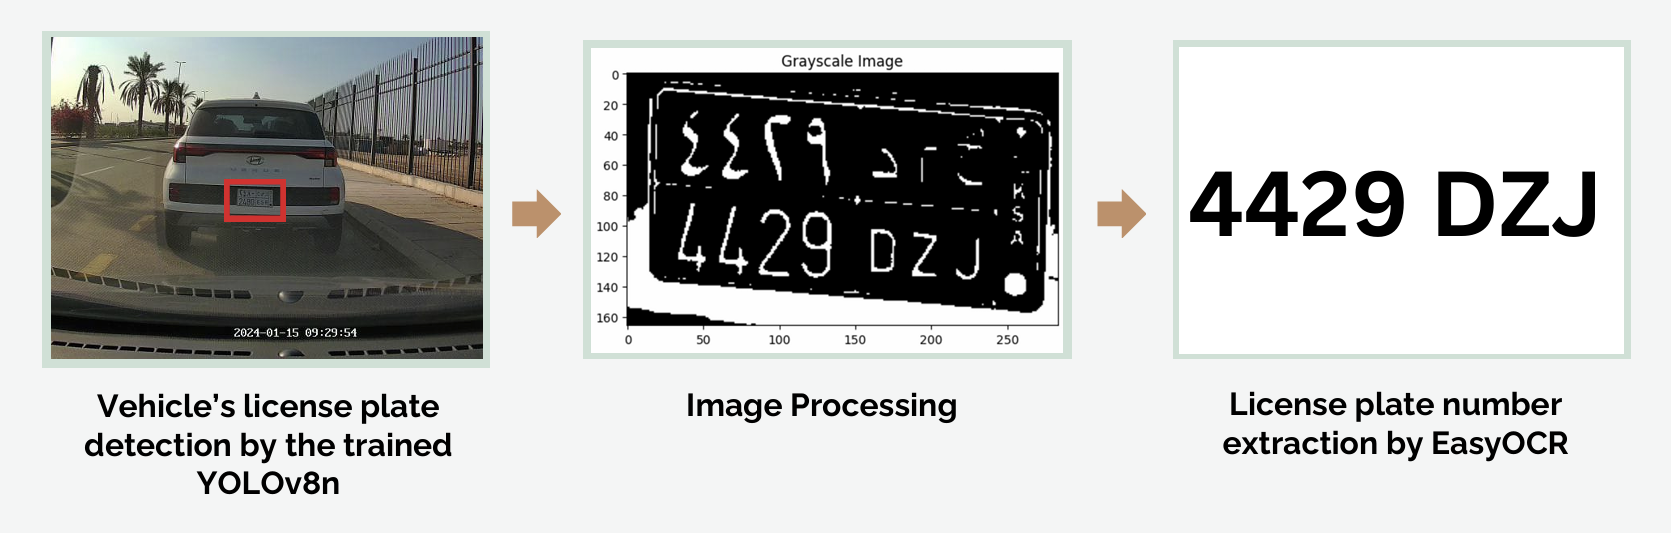 2024-01-15 09:29:54
Vehicle's license plate
detection by the trained
YOLOv8n
Grayscale Image
0
20
40
60
80
100
120
140
160
0 50 100 150 200 250
٤٤٢٩
K
S
A
4429 DZJ
Image Processing
4429 DZJ
License plate number
extraction by EasyOCR